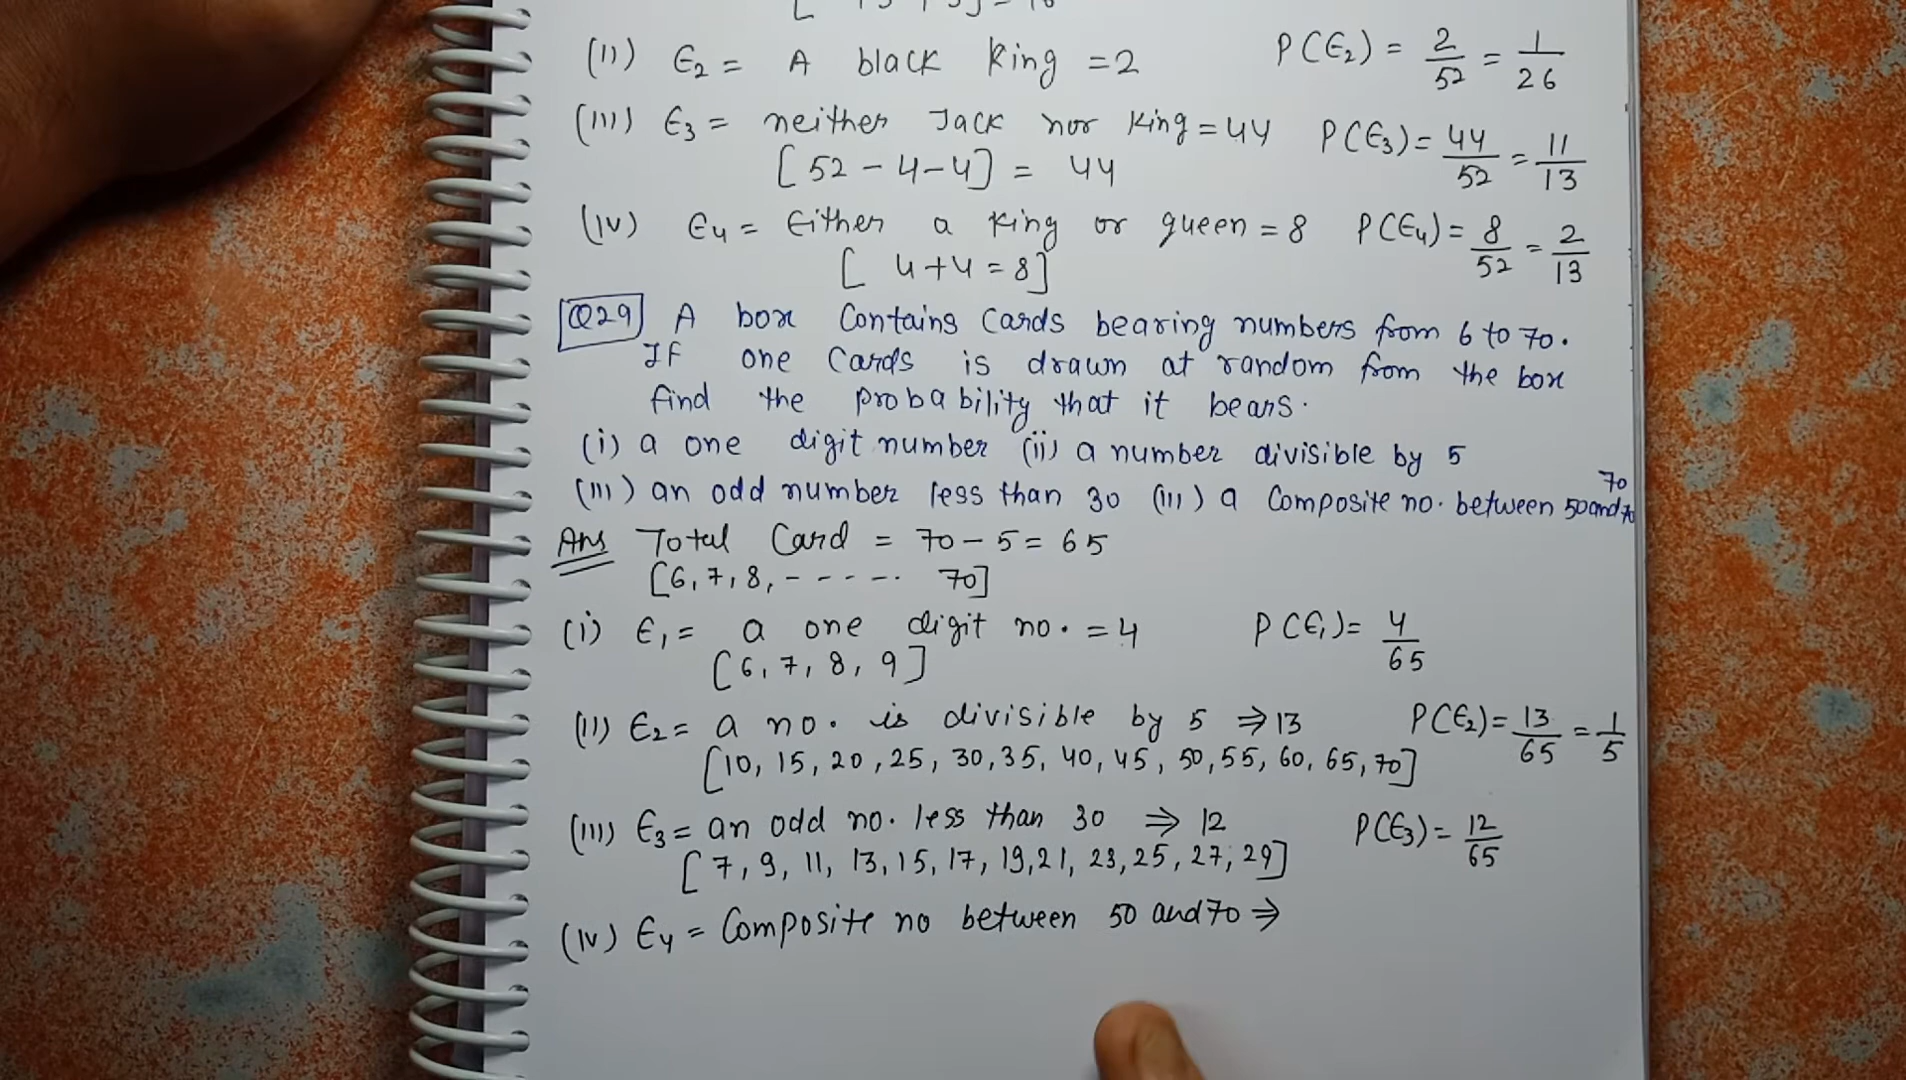 (ii) E₂ = A black King = 2 P(E₂) = 2/52 = 1/26
(iii) E₃ = neither Jack nor King = 44 P(E₃) = 44/52 = 11/13
[52 - 4 - 4] = 44
(iv) E₄ = Either a King or queen = 8 P(E₄) = 8/52 = 2/13
[4+4 = 8]
Q29 A box Contains Cards bearing numbers from 6 to 70.
If one Cards is drawn at random from the box
find the probability that it bears.
(i) a one digit number (ii) a number divisible by 5
70
(iii) an odd number less than 30 (iii) a Composite no. between 50 and 70
Ans Total Card = 70 - 5 = 65
[6, 7, 8, - - - - -. 70]
(i) E₁ = a one digit no. = 4 P(E₁) = 4/65
[6, 7, 8, 9]
(ii) E₂ = a no. is divisible by 5 ⇒ 13 P(E₂) = 13/65 = 1/5
[10, 15, 20, 25, 30, 35, 40, 45, 50, 55, 60, 65, 70]
(iii) E₃ = an odd no. less than 30 ⇒ 12 P(E₃) = 12/65
[7, 9, 11, 13, 15, 17, 19, 21, 23, 25, 27, 29]
(iv) E₄ = Composite no between 50 and 70 ⇒